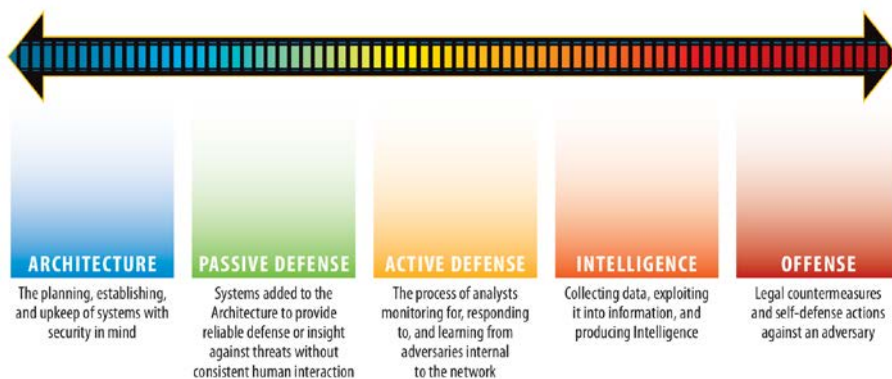 ARCHITECTURE
The planning, establishing,
and upkeep of systems with
security in mind
PASSIVE DEFENSE
Systems added to the
Architecture to provide
reliable defense or insight
against threats without
consistent human interaction
ACTIVE DEFENSE
The process of analysts
monitoring for, responding
to, and learning from
adversaries internal
to the network
INTELLIGENCE
Collecting data, exploiting
it into information, and
producing Intelligence
OFFENSE
Legal countermeasures
and self-defense actions
against an adversary